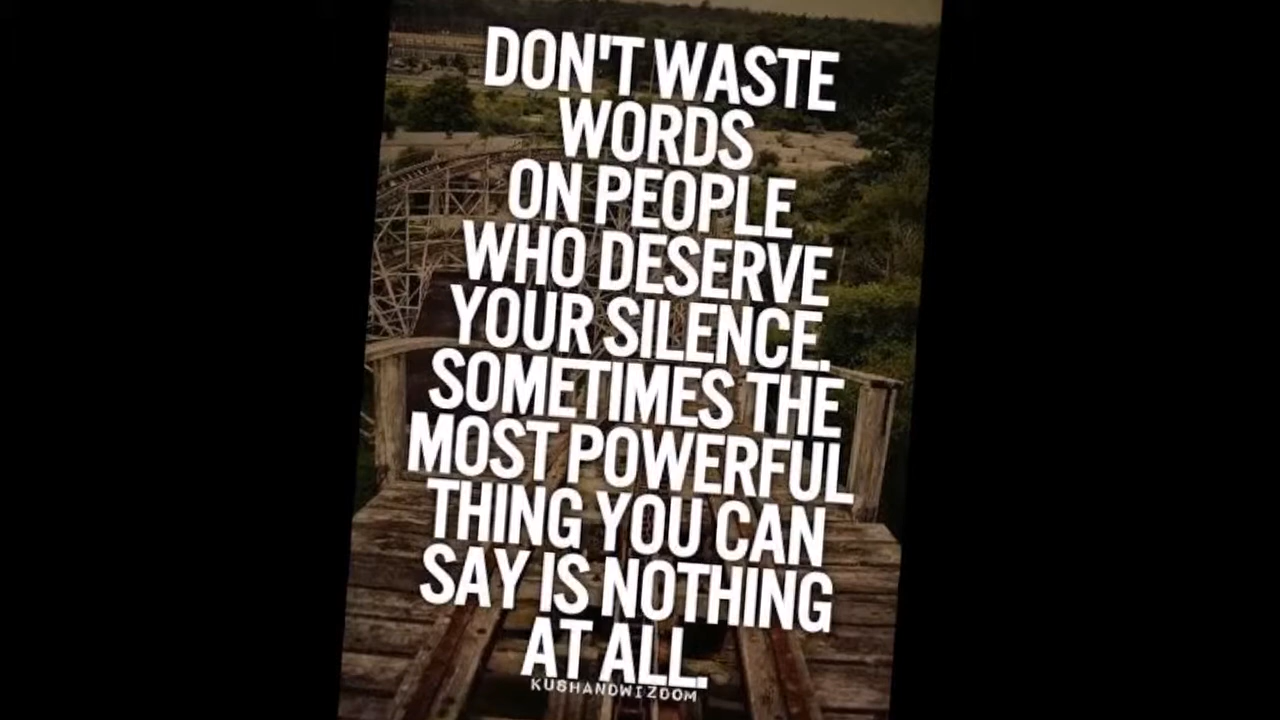 DON'T WASTE
WORDS
ON PEOPLE
WHO DESERVE
YOUR SILENCE.
SOMETIMES THE
MOST POWERFUL
THING YOU CAN
SAY IS NOTHING
AT ALL.
KUSHANDWIZDOM